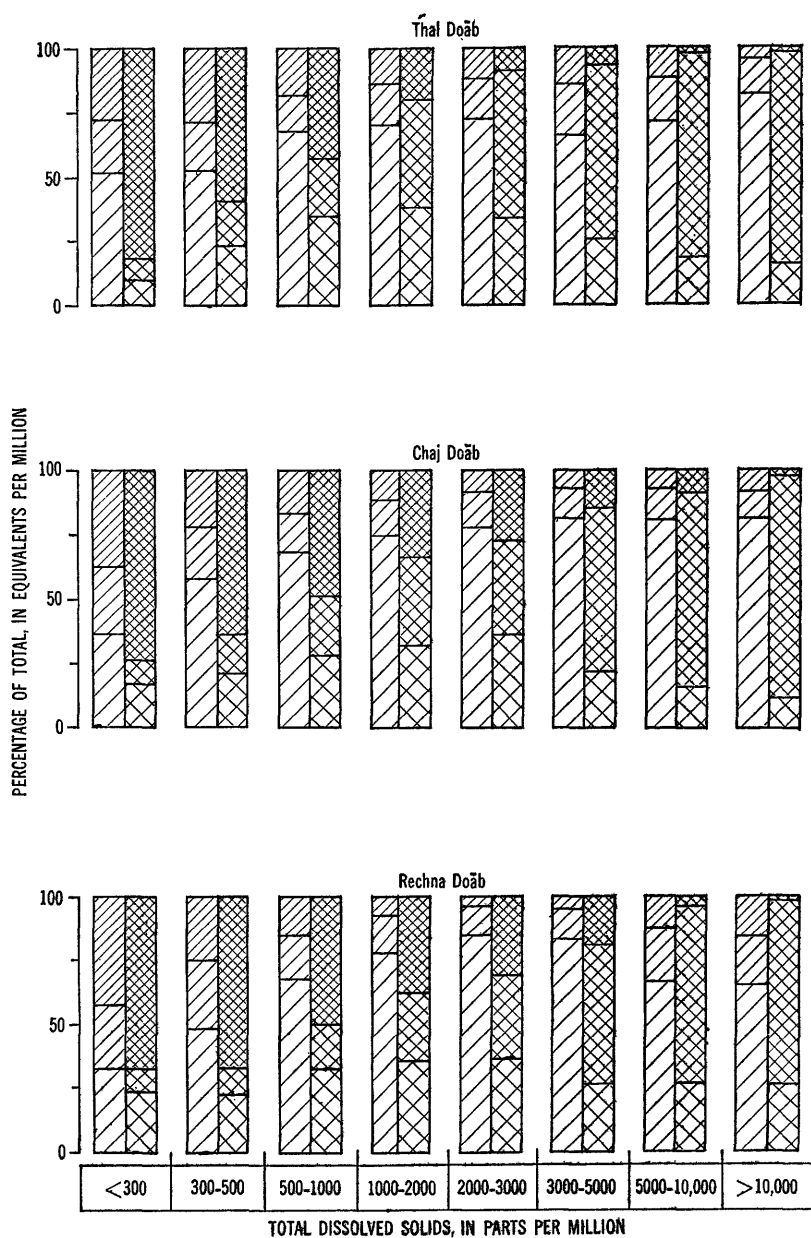 Thal Doāb
100
50
0
Chaj Doāb
100
50
0
PERCENTAGE OF TOTAL, IN EQUIVALENTS PER MILLION
Rechna Doāb
100
50
0
<300 300-500 500-1000 1000-2000 2000-3000 3000-5000 5000-10,000 >10,000
TOTAL DISSOLVED SOLIDS, IN PARTS PER MILLION